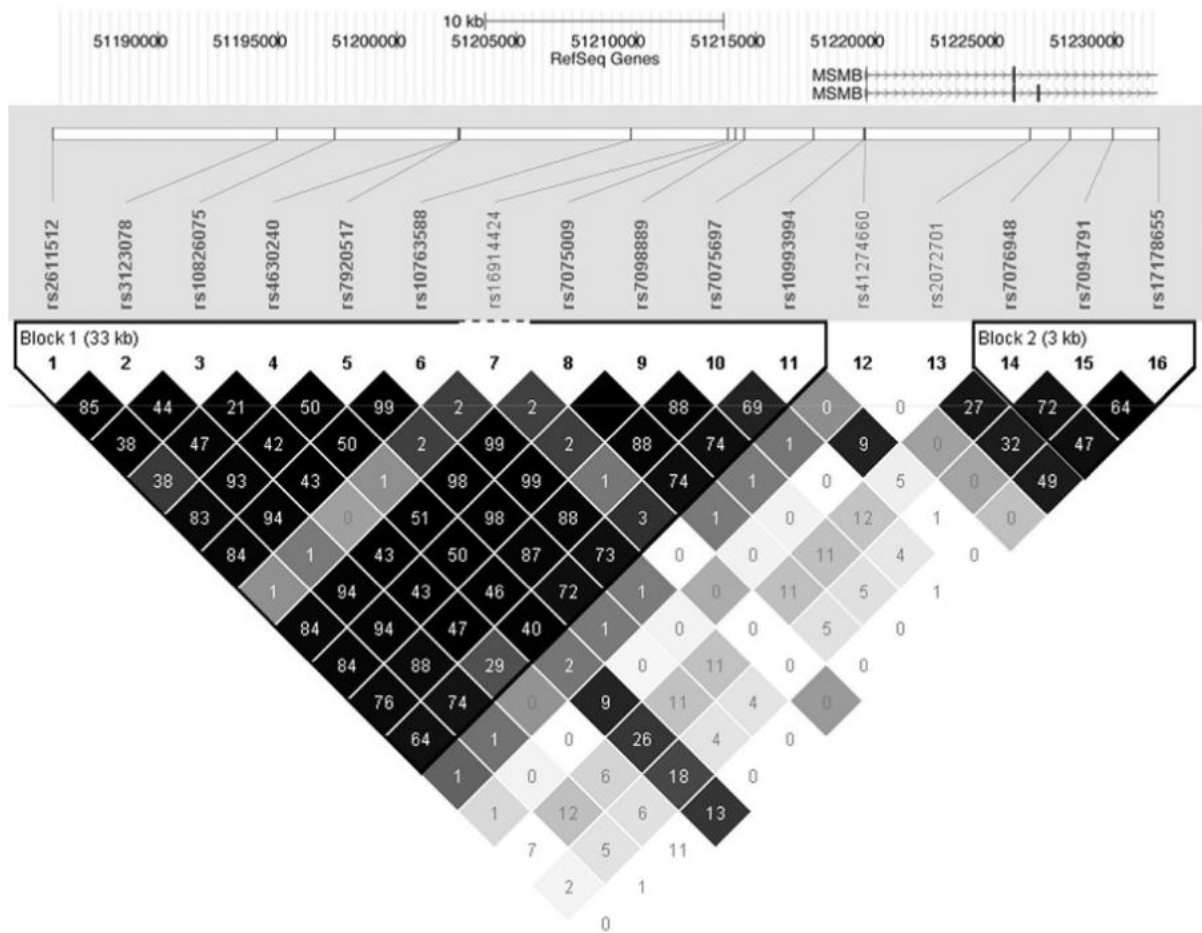 10 kb
51190000 51195000 51200000 51205000 51210000 51215000 51220000 51225000 51230000
RefSeq Genes
MSMB
MSMB
rs2611512
rs3123078
rs10826075
rs4630240
rs7920517
rs10763588
rs16914424
rs7075009
rs7098889
rs7075697
rs10993994
rs41274660
rs2072701
rs7076948
rs7094791
rs17178655
Block 1 (33 kb) Block 2 (3 kb)
1 2 3 4 5 6 7 8 9 10 11 12 13 14 15 16
85 44 21 50 99 2 2 88 69 0 0 27 72 64
38 47 42 50 2 99 2 88 74 1 9 0 32 47
38 93 43 1 98 99 1 74 1 0 5 0 49
83 94 0 51 98 88 3 1 0 12 1 0
84 1 43 50 87 73 0 0 11 4 0
1 94 43 46 72 1 0 11 5 1
84 94 47 40 1 0 0 5 0
84 88 29 2 0 11 0 0
76 74 0 9 11 4 0
64 1 0 26 4 0
1 0 6 18 0
1 12 6 13
7 5 11
2 1
0